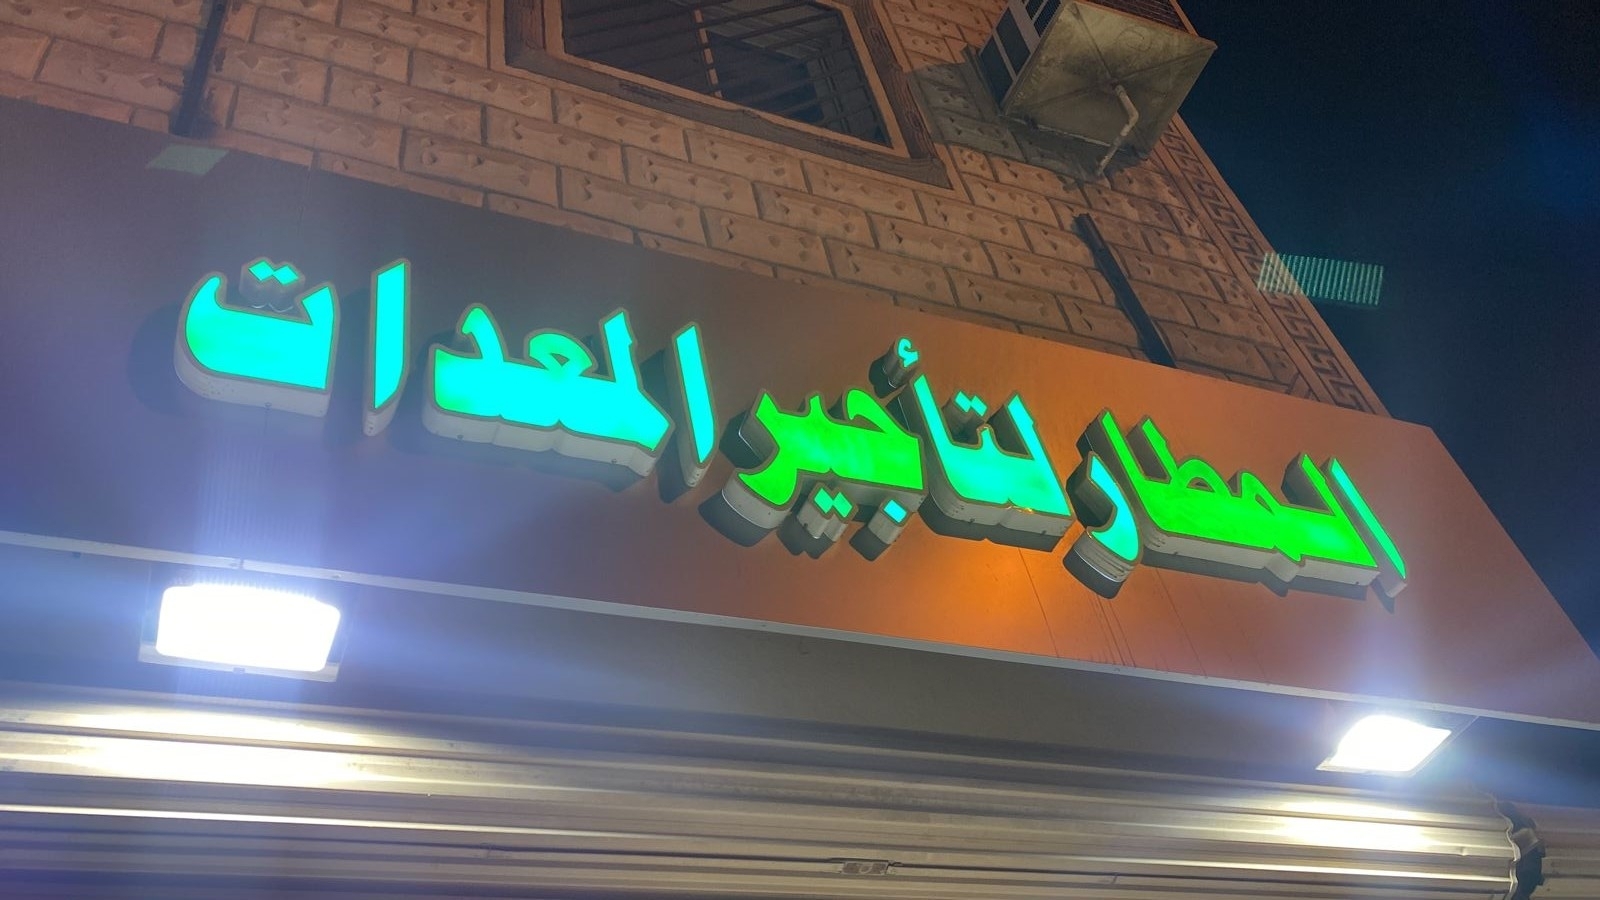 المطار لتأجير المعدات